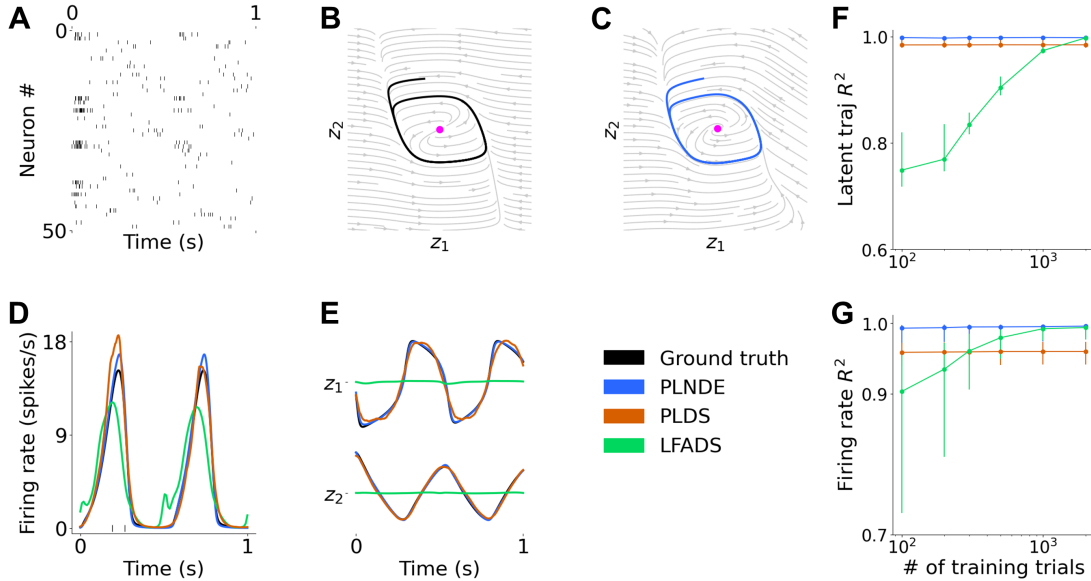 A
0 1
0
Neuron #
50
Time (s)
B
z2
z1
C
z2
z1
F
1.0
Latent traj R2
0.8
0.6
10^2 10^3
D
Firing rate (spikes/s)
18
9
0
0 1
Time (s)
E
z1
z2
0 1
Time (s)
Ground truth
PLNDE
PLDS
LFADS
G
1.0
Firing rate R2
0.9
0.7
10^2 10^3
# of training trials